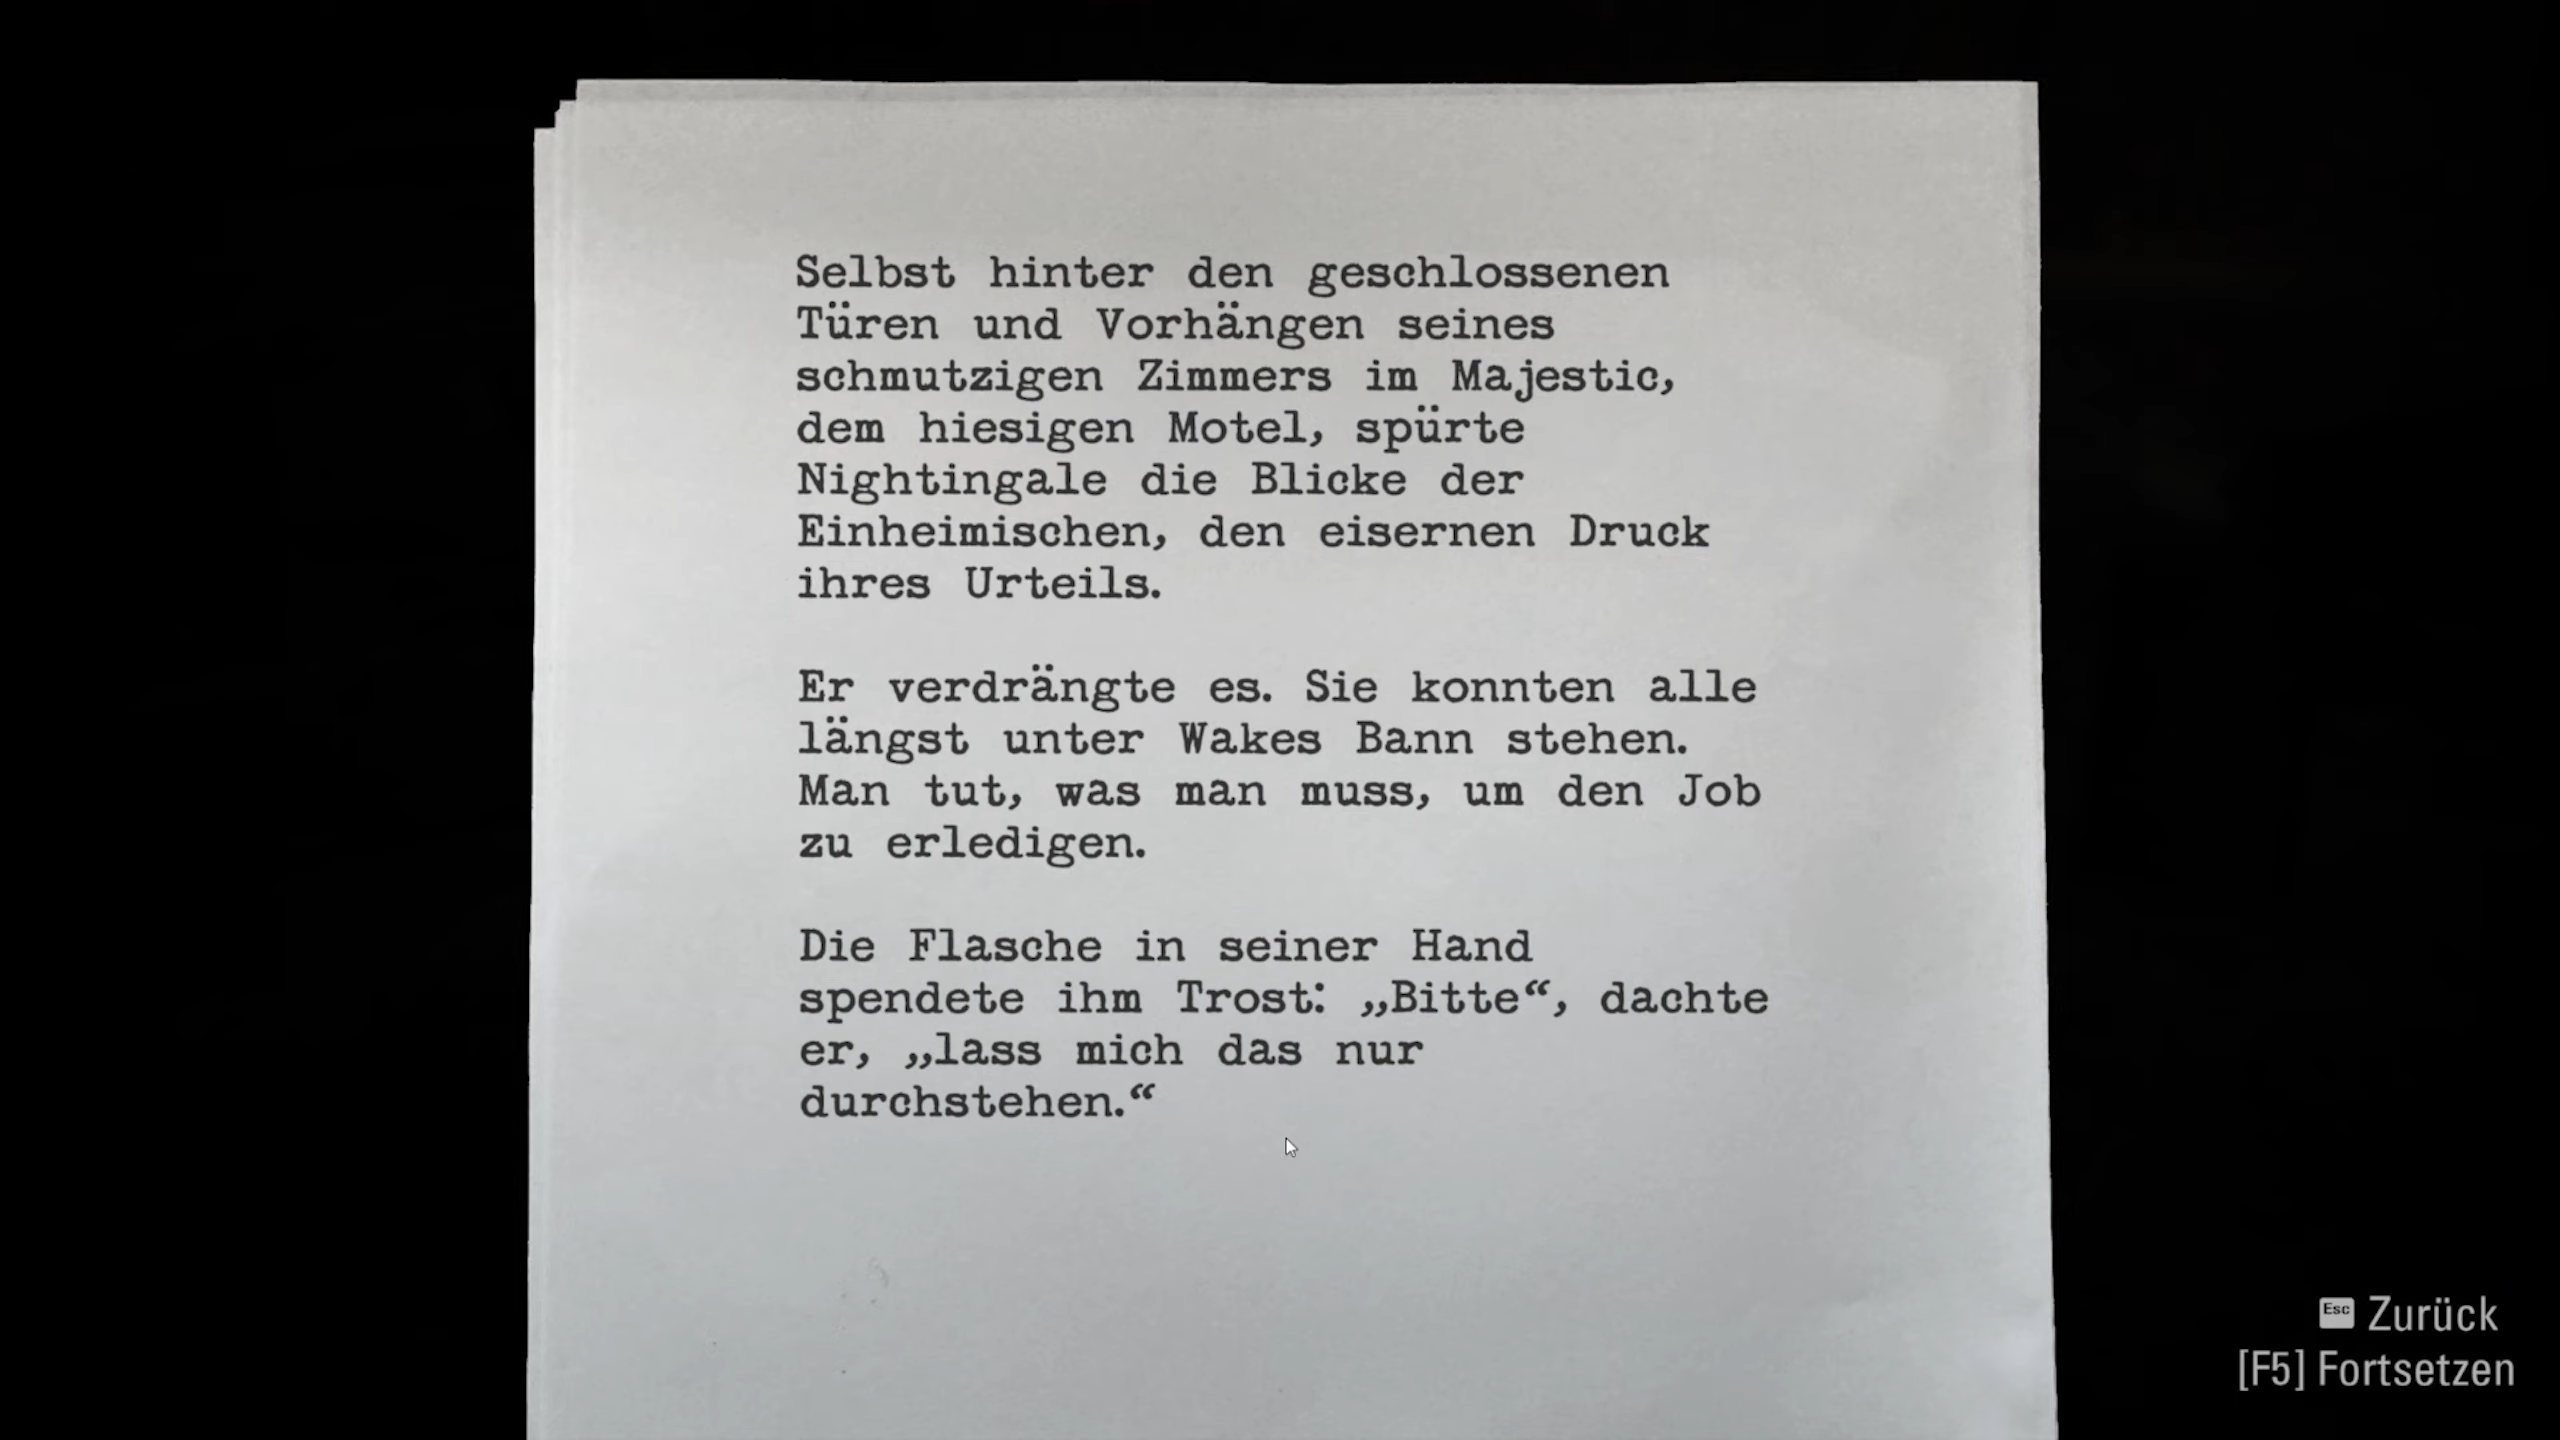 Selbst hinter den geschlossenen
Türen und Vorhängen seines
schmutzigen Zimmers im Majestic,
dem hiesigen Motel, spürte
Nightingale die Blicke der
Einheimischen, den eisernen Druck
ihres Urteils.
Er verdrängte es. Sie konnten alle
längst unter Wakes Bann stehen.
Man tut, was man muss, um den Job
zu erledigen.
Die Flasche in seiner Hand
spendete ihm Trost: „Bitte“, dachte
er, „lass mich das nur
durchstehen.“
Esc Zurück
[F5] Fortsetzen